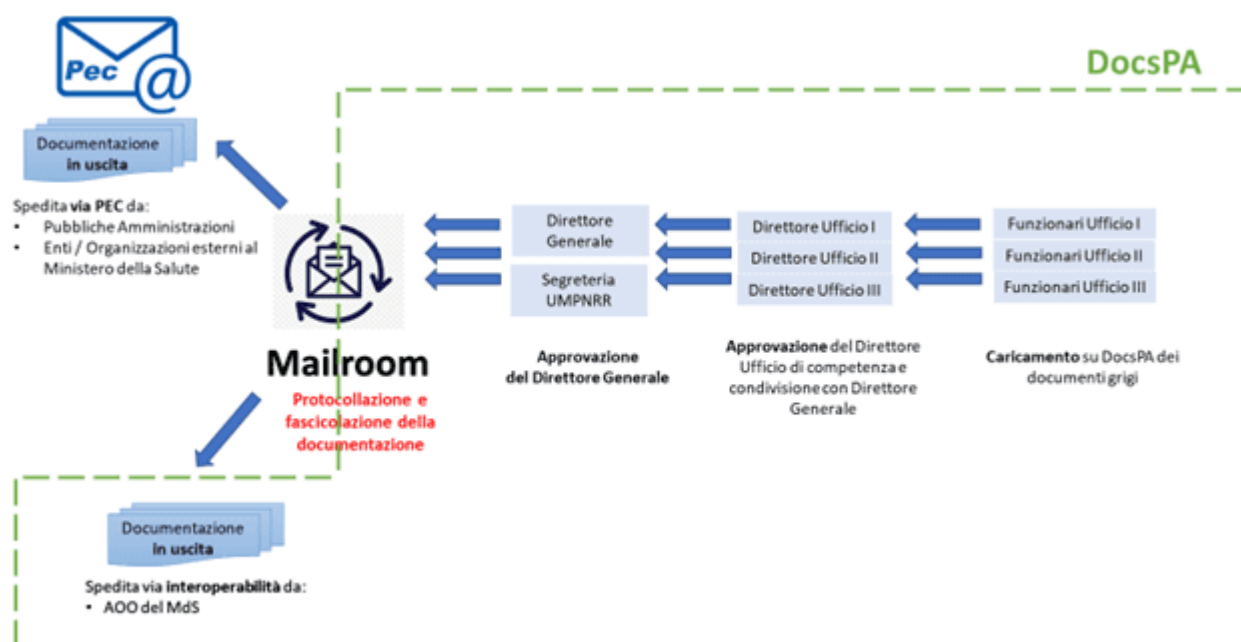 Pec
DocsPA
Documentazione
in uscita
Spedita via PEC da:
• Pubbliche Amministrazioni
• Enti / Organizzazioni esterni al
Ministero della Salute
Mailroom
Protocollazione e
fascicolazione della
documentazione
Direttore
Generale
Segreteria
UMPNRR
Approvazione
del Direttore Generale
Direttore Ufficio I
Direttore Ufficio II
Direttore Ufficio III
Approvazione del Direttore
Ufficio di competenza e
condivisione con Direttore
Generale
Funzionari Ufficio I
Funzionari Ufficio II
Funzionari Ufficio III
Caricamento su DocsPA dei
documenti grigi
Documentazione
in uscita
Spedita via interoperabilità da:
• AOO del MdS